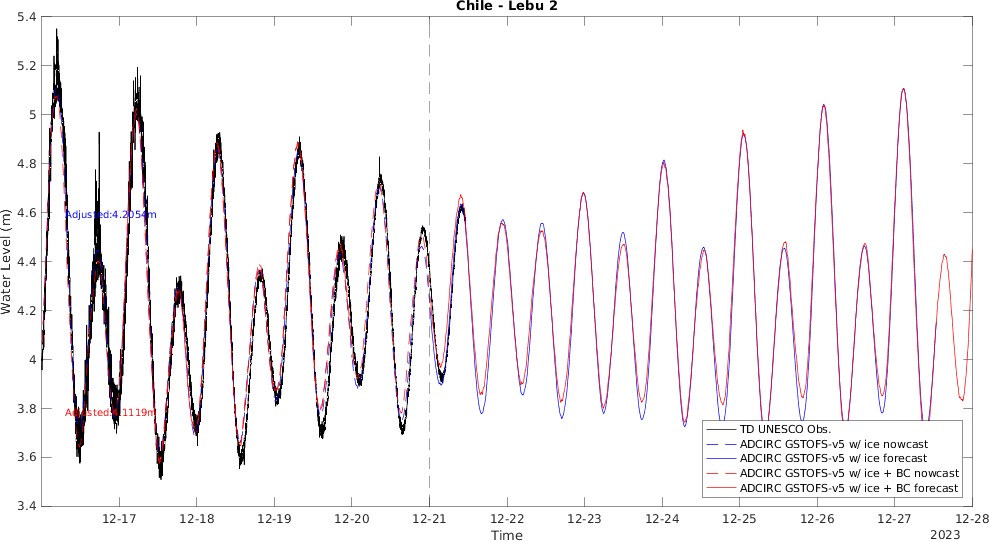 Chile - Lebu 2
5.4
5.2
5
4.8
4.6
4.4
4.2
4
3.8
3.6
3.4
Water Level (m)
Adjusted:4.2054m
TD UNESCO Obs.
ADCIRC GSTOFS-v5 w/ ice nowcast
ADCIRC GSTOFS-v5 w/ ice forecast
ADCIRC GSTOFS-v5 w/ ice + BC nowcast
ADCIRC GSTOFS-v5 w/ ice + BC forecast
12-17 12-18 12-19 12-20 12-21 12-22 12-23 12-24 12-25 12-26 12-27 12-28
Time
2023